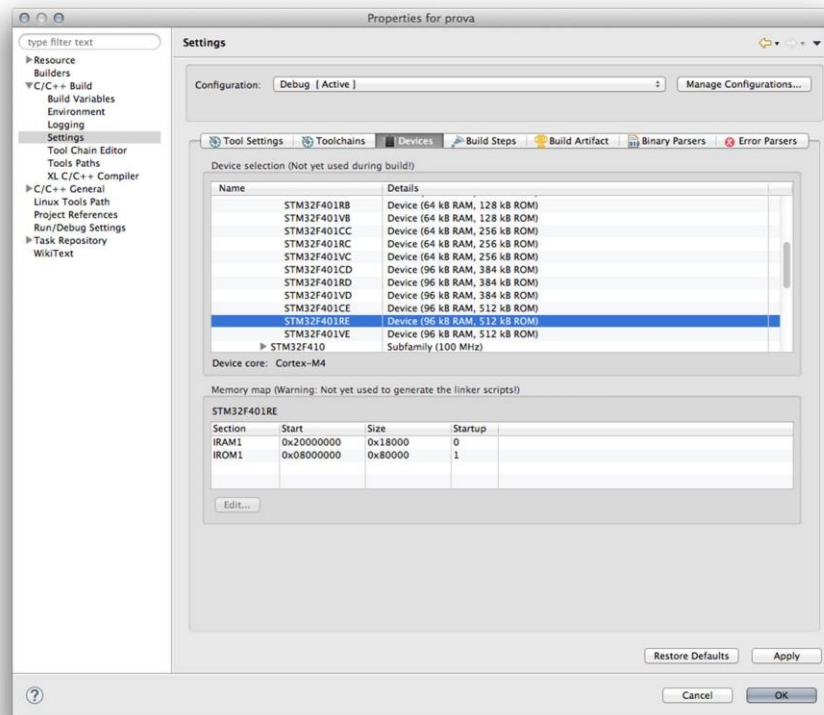 Properties for prova
type filter text
Settings
Resource
Builders
C/C++ Build
Build Variables
Environment
Logging
Settings
Tool Chain Editor
Tools Paths
XL C/C++ Compiler
C/C++ General
Linux Tools Path
Project References
Run/Debug Settings
Task Repository
WikiText
Configuration: Debug [ Active ] Manage Configurations...
Tool Settings Toolchains Devices Build Steps Build Artifact Binary Parsers Error Parsers
Device selection (Not yet used during build!)
Name Details
STM32F401RB Device (64 kB RAM, 128 kB ROM)
STM32F401VB Device (64 kB RAM, 128 kB ROM)
STM32F401CC Device (64 kB RAM, 256 kB ROM)
STM32F401RC Device (64 kB RAM, 256 kB ROM)
STM32F401VC Device (64 kB RAM, 256 kB ROM)
STM32F401CD Device (96 kB RAM, 384 kB ROM)
STM32F401RD Device (96 kB RAM, 384 kB ROM)
STM32F401VD Device (96 kB RAM, 384 kB ROM)
STM32F401CE Device (96 kB RAM, 512 kB ROM)
STM32F401RE Device (96 kB RAM, 512 kB ROM)
STM32F401VE Device (96 kB RAM, 512 kB ROM)
STM32F410 Subfamily (100 MHz)
Device core: Cortex-M4
Memory map (Warning: Not yet used to generate the linker scripts!)
STM32F401RE
Section Start Size Startup
IRAM1 0x20000000 0x18000 0
IROM1 0x08000000 0x80000 1
Edit...
Restore Defaults Apply
? Cancel OK